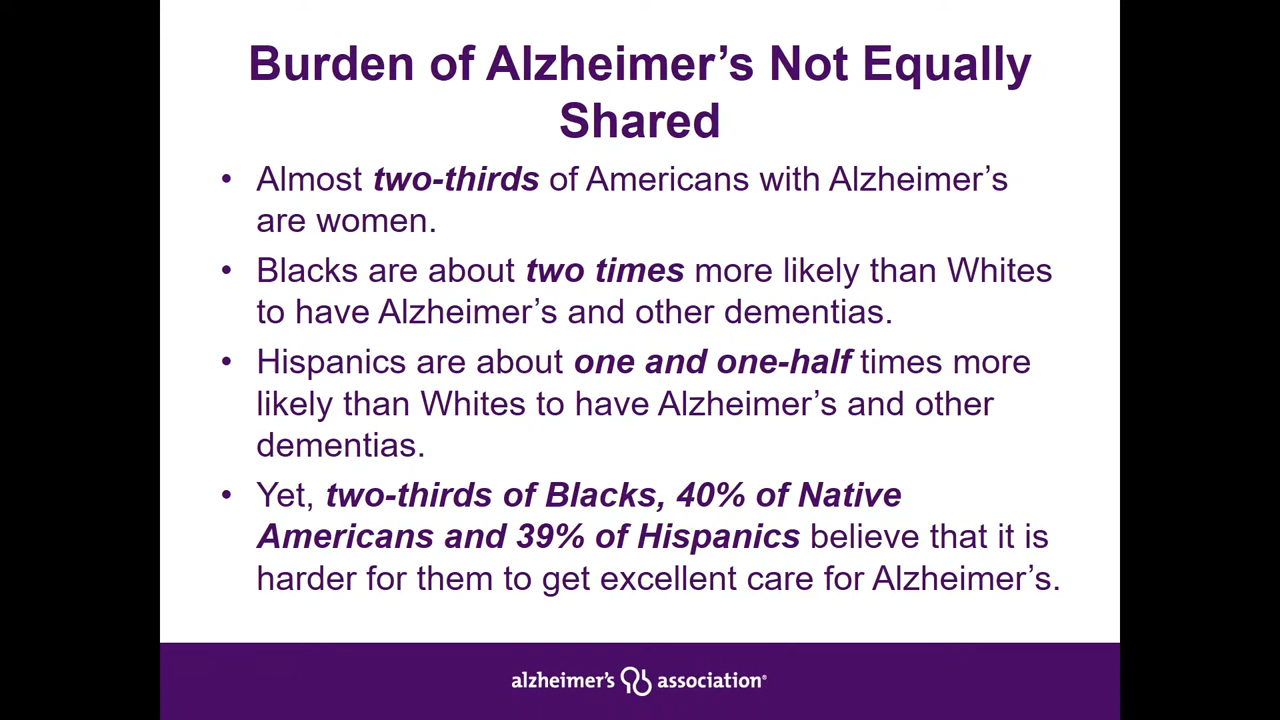 Burden of Alzheimer’s Not Equally
Shared
• Almost two-thirds of Americans with Alzheimer’s
are women.
• Blacks are about two times more likely than Whites
to have Alzheimer’s and other dementias.
• Hispanics are about one and one-half times more
likely than Whites to have Alzheimer’s and other
dementias.
• Yet, two-thirds of Blacks, 40% of Native
Americans and 39% of Hispanics believe that it is
harder for them to get excellent care for Alzheimer’s.
alzheimer’s association®